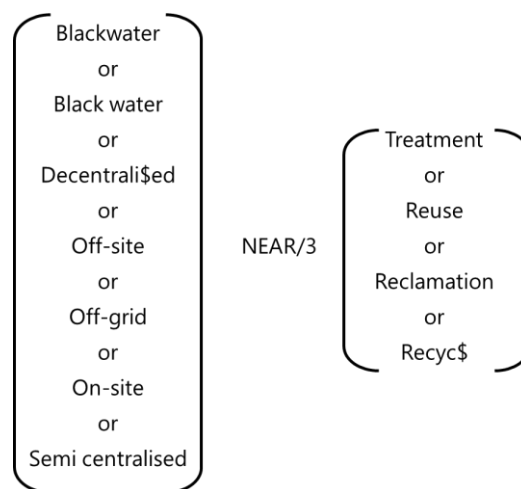 Blackwater
or
Black water
or
Decentrali$ed
or
Off-site
or
Off-grid
or
On-site
or
Semi centralised
NEAR/3
Treatment
or
Reuse
or
Reclamation
or
Recyc$